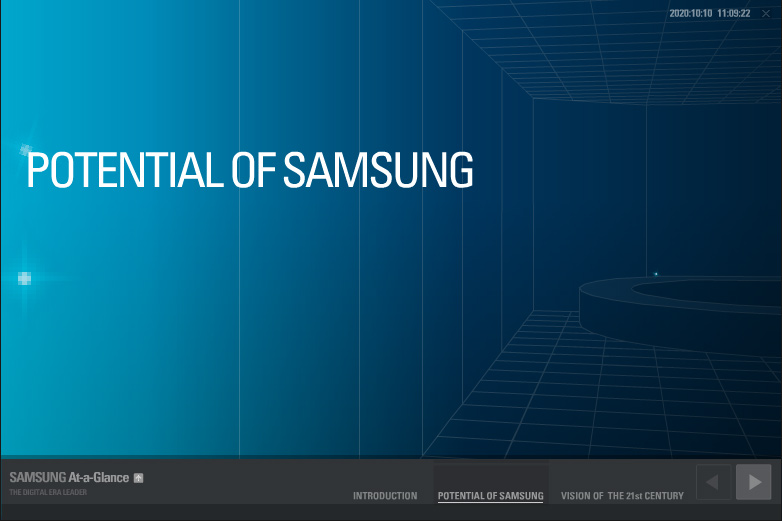 2020:10:10 11:09:22
POTENTIAL OF SAMSUNG
SAMSUNG At-a-Glance
THE DIGITAL ERA LEADER
INTRODUCTION POTENTIAL OF SAMSUNG VISION OF THE 21st CENTURY